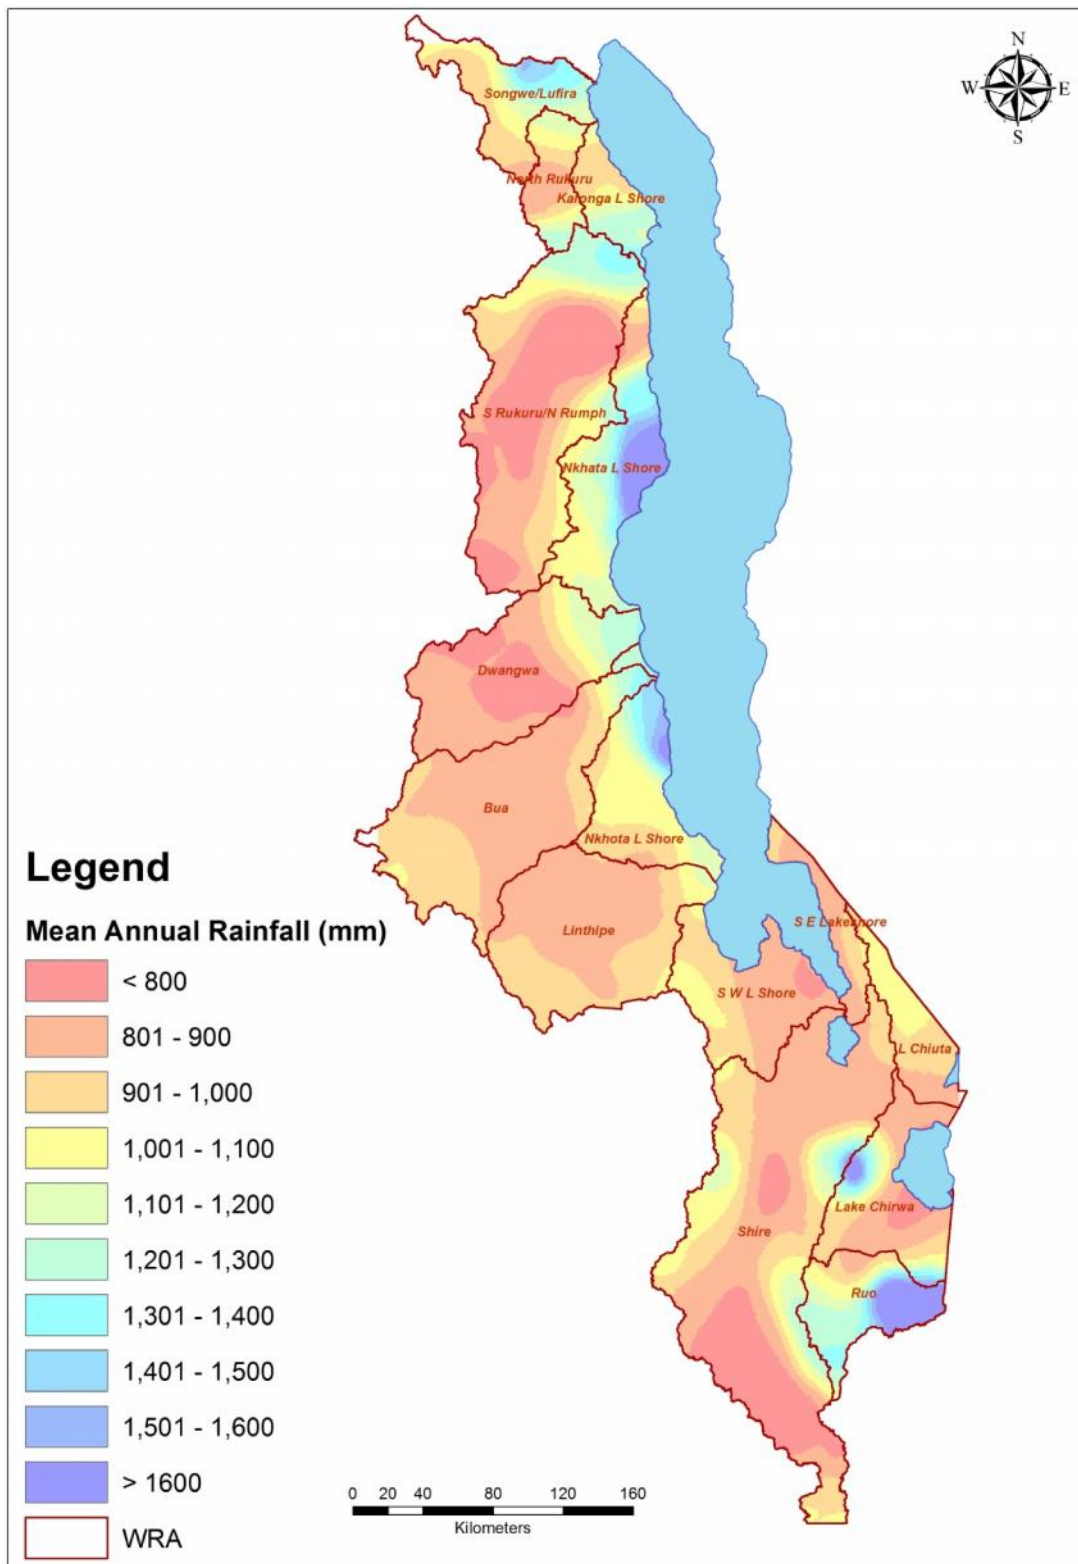 N
W E
S
Songwe/Lufira
North Rukuru
Karonga L Shore
S Rukuru/N Rumph
Nkhata L Shore
Dwangwa
Bua
Nkhota L Shore
Linthipe
S E Lakeshore
S W L Shore
L Chiuta
Lake Chirwa
Shire
Ruo
Legend
Mean Annual Rainfall (mm)
< 800
801 - 900
901 - 1,000
1,001 - 1,100
1,101 - 1,200
1,201 - 1,300
1,301 - 1,400
1,401 - 1,500
1,501 - 1,600
> 1600
WRA
0 20 40 80 120 160
Kilometers